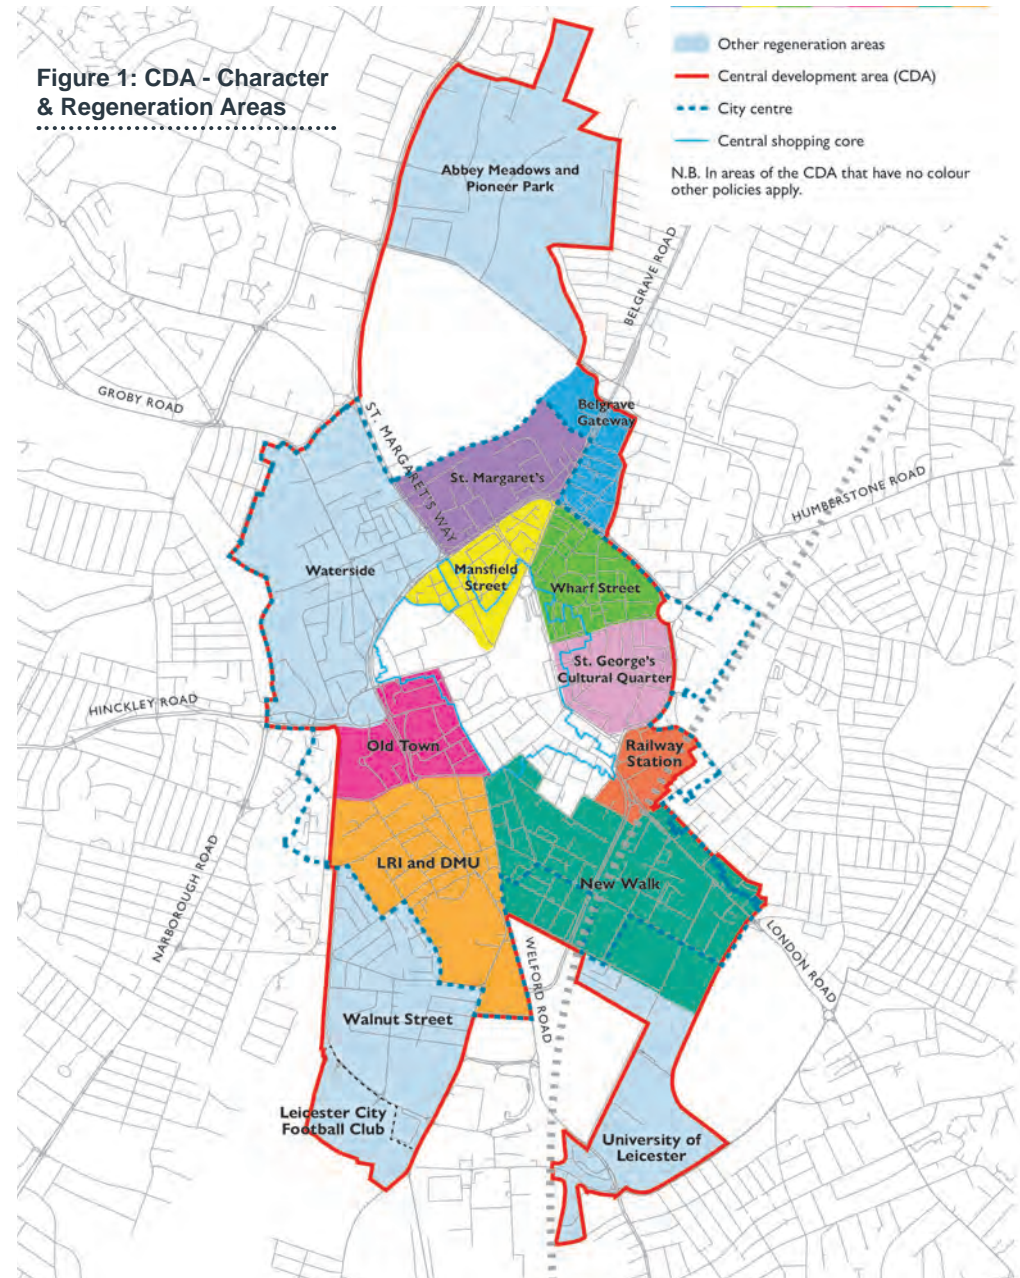 Figure 1: CDA - Character
& Regeneration Areas
Other regeneration areas
Central development area (CDA)
City centre
Central shopping core
N.B. In areas of the CDA that have no colour
other policies apply.
Abbey Meadows and
Pioneer Park
BELGRAVE ROAD
GROBY ROAD
ST. MARGARET'S WAY
Belgrave
Gateway
St. Margaret's
HUMBERSTONE ROAD
Waterside
Mansfield
Street
Wharf Street
St. George's
Cultural Quarter
HINCKLEY ROAD
Old Town
Railway
Station
LRI and DMU
New Walk
NARBOROUGH ROAD
WELFORD ROAD
LONDON ROAD
Walnut Street
Leicester City
Football Club
University of
Leicester